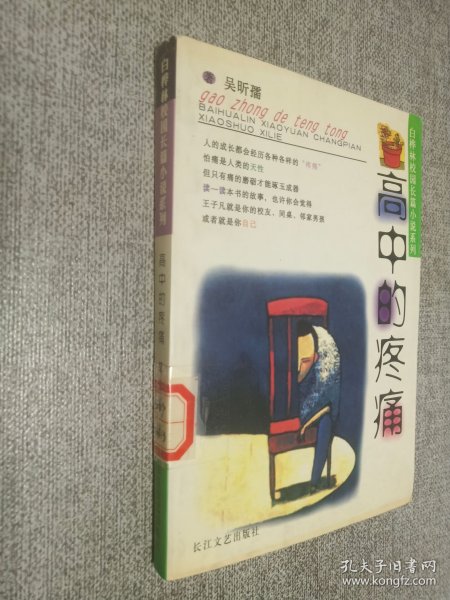 白桦林校园长篇小说系列
高中的疼痛
著 吴昕孺
gao zhong de teng tong
BAIHUALIN XIAOYUAN CHANGPIAN
XIAOSHUO XILIE
人的成长都会经历各种各样的“疼痛”
怕痛是人类的天性
但只有痛的磨砺才能琢玉成器
读一读本书的故事，也许你会觉得
王子凡就是你的校友、同桌、邻家男孩
或者就是你自己
白桦林校园长篇小说系列
高中的疼痛
长江文艺出版社
孔夫子旧书网
www.kongfz.com